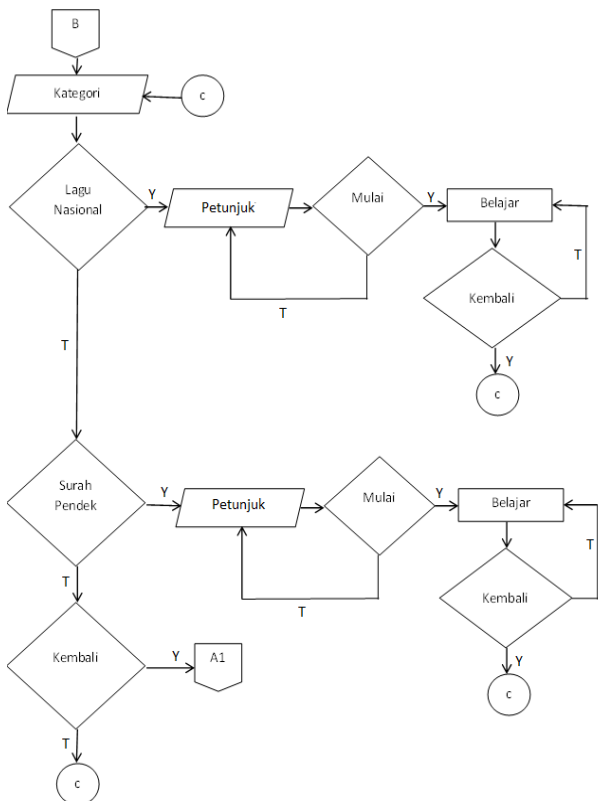 B
Kategori
c
Lagu
Nasional
Y
Petunjuk
Mulai
Y
Belajar
T
T
Kembali
Y
c
T
Surah
Pendek
Y
Petunjuk
Mulai
Y
Belajar
T
T
Kembali
Y
c
T
Kembali
Y
A1
T
c